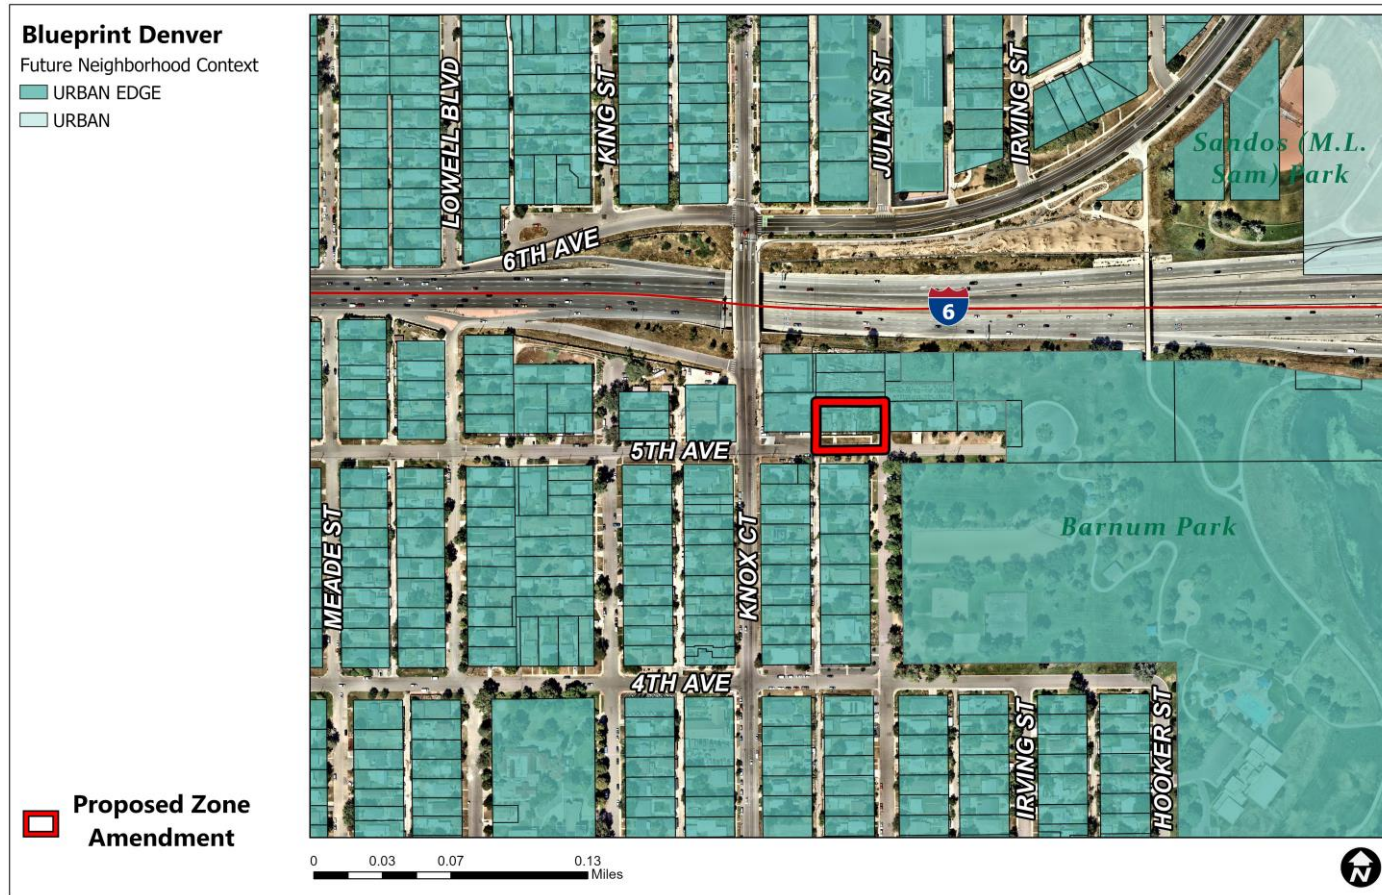 Blueprint Denver
Future Neighborhood Context
URBAN EDGE
URBAN
LOWELL BLVD
KING ST
JULIAN ST
IRVING ST
Sandos (M.L.
Sam) Park
6TH AVE
6
5TH AVE
MEADE ST
KNOX CT
Barnum Park
4TH AVE
IRVING ST
HOOKER ST
Proposed Zone
Amendment
0 0.03 0.07 0.13
Miles
N